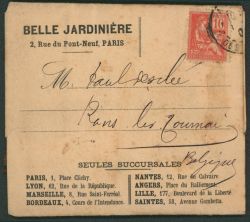 BELLE JARDINIÈRE
2, Rue du Pont-Neuf, PARIS
M. Paul
les Tournai
Belgique
SEULES SUCCURSALES
PARIS, 1, Place Clichy.
LYON, 62, Rue de la République.
MARSEILLE, 8, Rue Saint-Ferréol.
BORDEAUX, 4, Cours de l'Intendance.
NANTES, 12, Rue du Calvaire.
ANGERS, Place du Ralliement.
LILLE, 177, Boulevard de la Liberté.
SAINTES, 38, Avenue Gambetta.